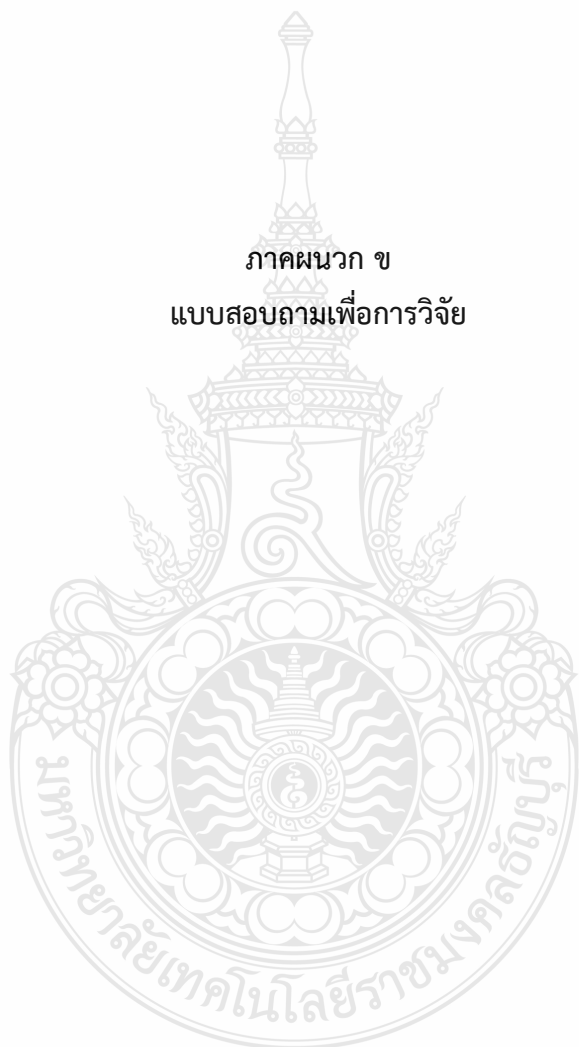 ภาคผนวก ข
แบบสอบถามเพื่อการวิจัย
มหาวิทยาลัยเทคโนโลยีราชมงคลธัญบุรี